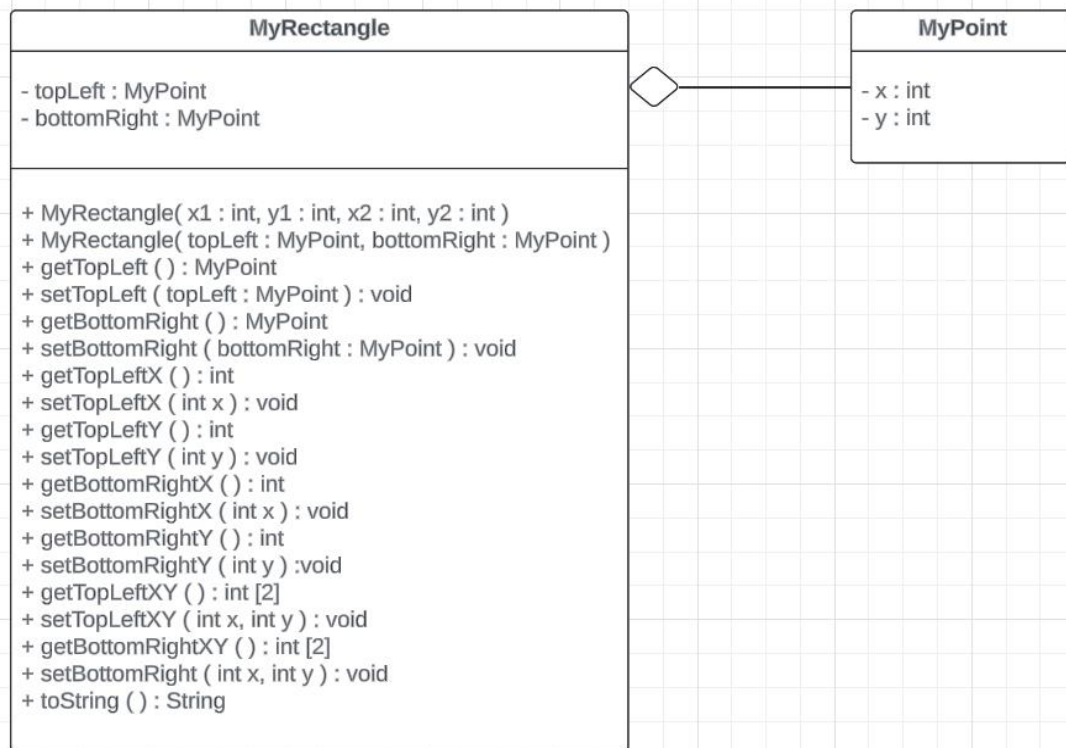 MyRectangle
- topLeft : MyPoint
- bottomRight : MyPoint
+ MyRectangle( x1 : int, y1 : int, x2 : int, y2 : int )
+ MyRectangle( topLeft : MyPoint, bottomRight : MyPoint )
+ getTopLeft ( ) : MyPoint
+ setTopLeft ( topLeft : MyPoint ) : void
+ getBottomRight ( ) : MyPoint
+ setBottomRight ( bottomRight : MyPoint ) : void
+ getTopLeftX ( ) : int
+ setTopLeftX ( int x ) : void
+ getTopLeftY ( ) : int
+ setTopLeftY ( int y ) : void
+ getBottomRightX ( ) : int
+ setBottomRightX ( int x ) : void
+ getBottomRightY ( ) : int
+ setBottomRightY ( int y ) :void
+ getTopLeftXY ( ) : int [2]
+ setTopLeftXY ( int x, int y ) : void
+ getBottomRightXY ( ) : int [2]
+ setBottomRight ( int x, int y ) : void
+ toString ( ) : String
MyPoint
- x : int
- y : int